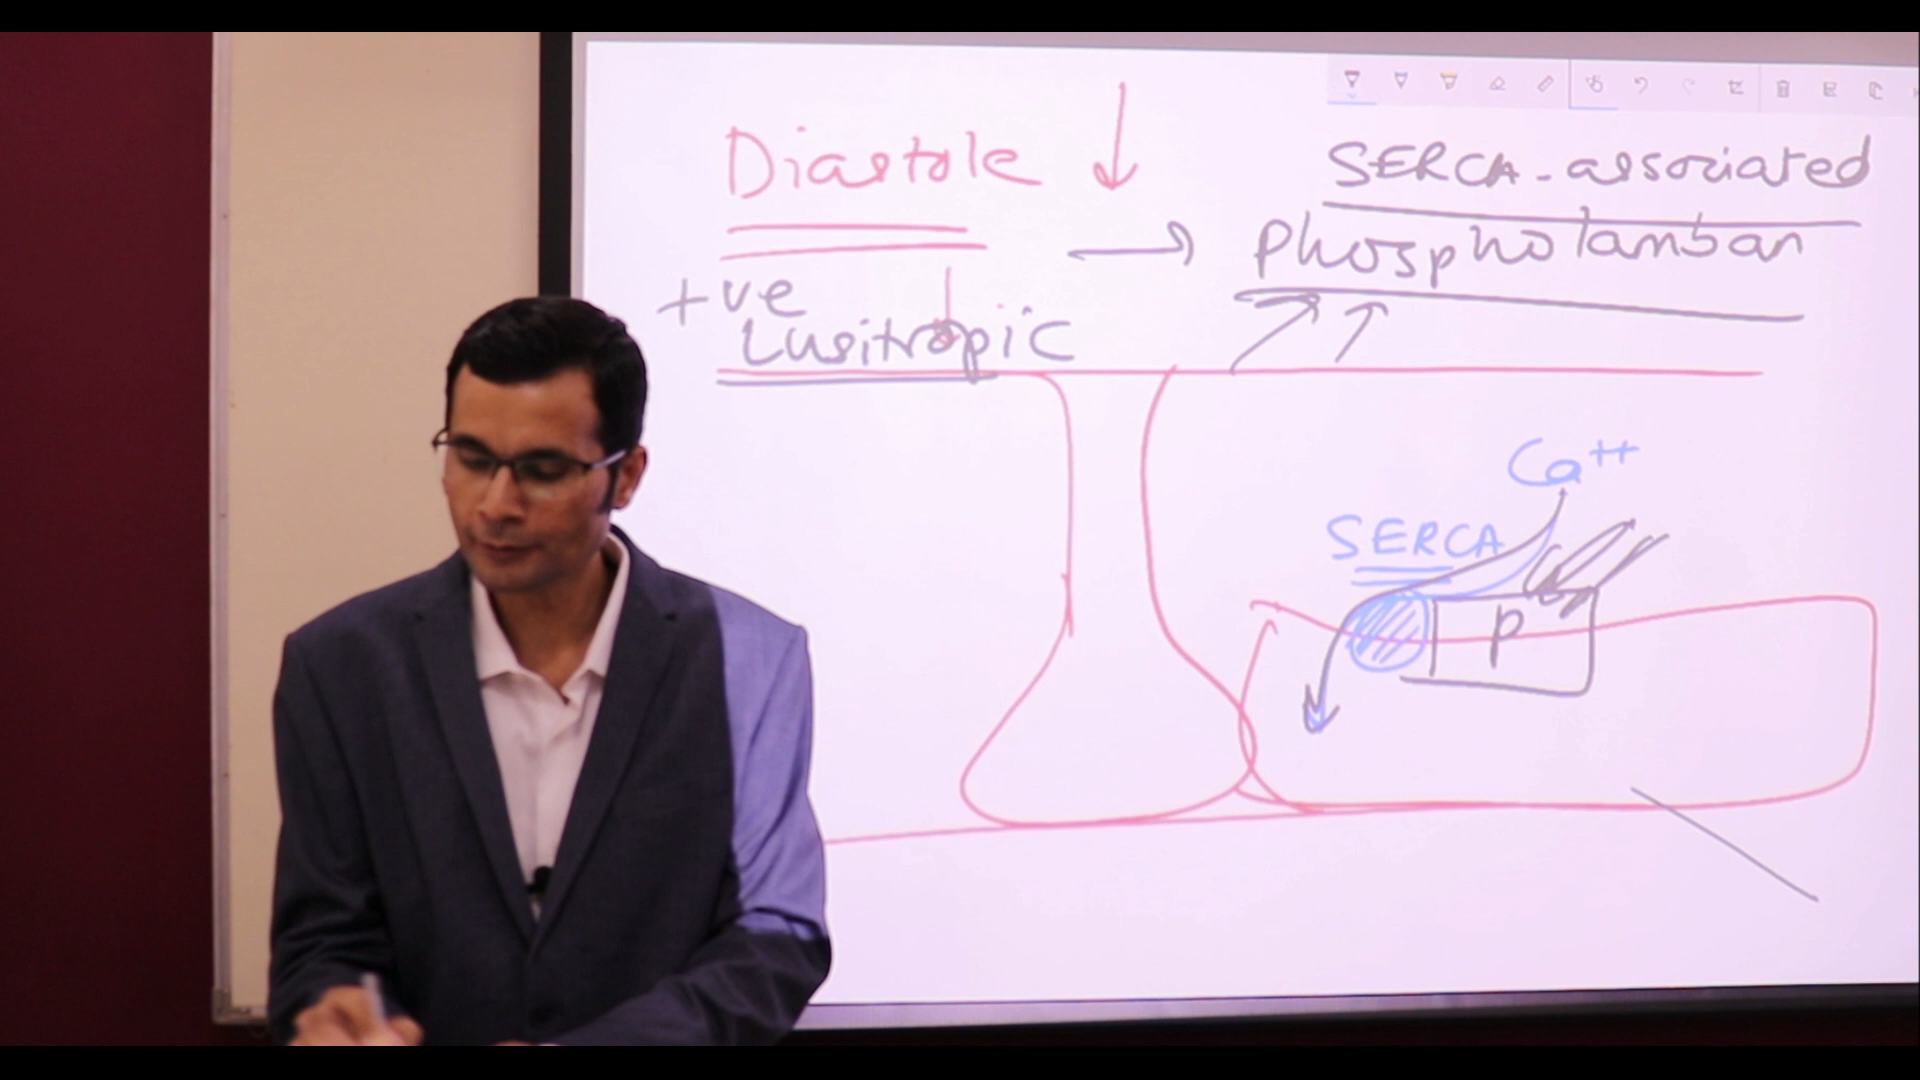 Diastole ↓
→ SERCA-associated
Phospholamban
+ve
Lusitropic
Ca++
SERCA
P